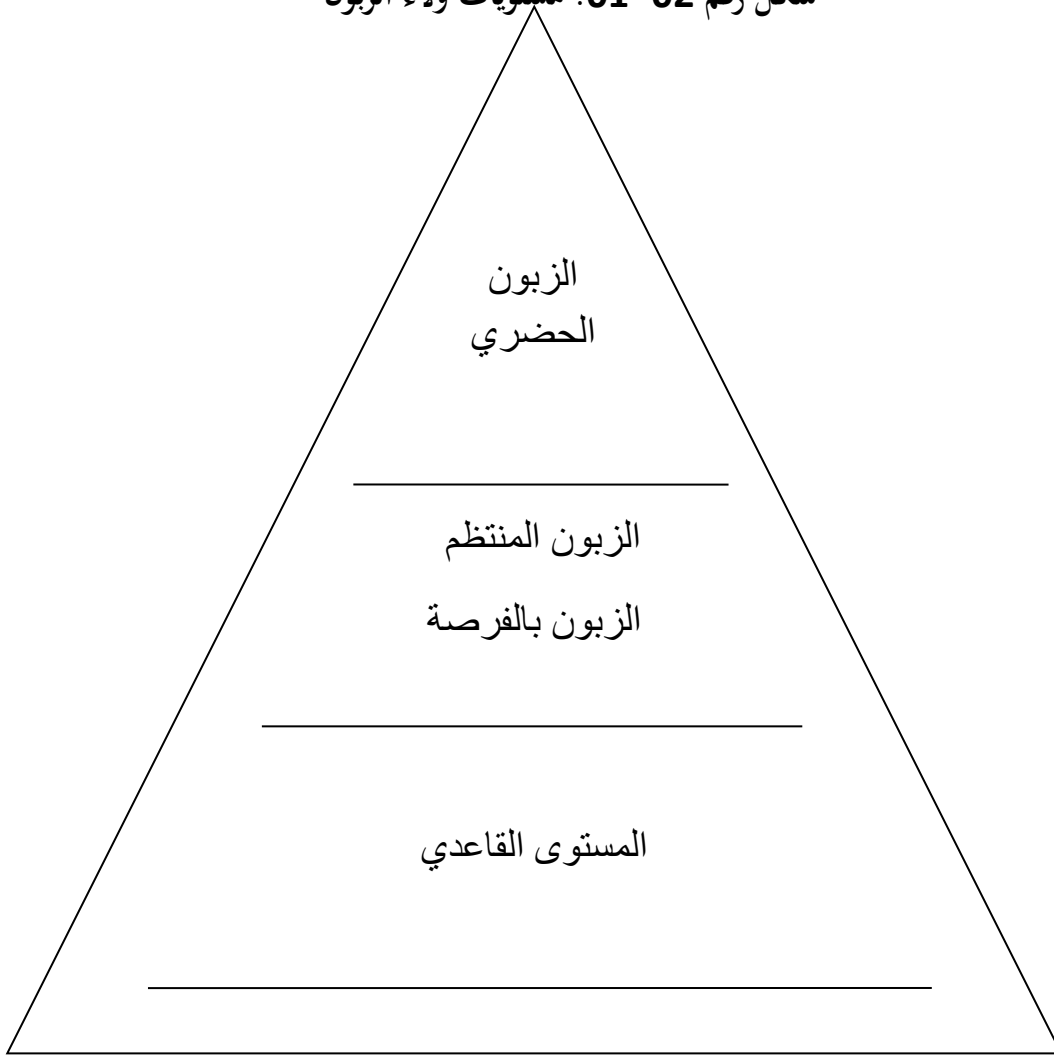 شكل رقم 02-01: مستويات ولاء الزبون
الزبون
الحضري
الزبون المنتظم
الزبون بالفرصة
المستوى القاعدي